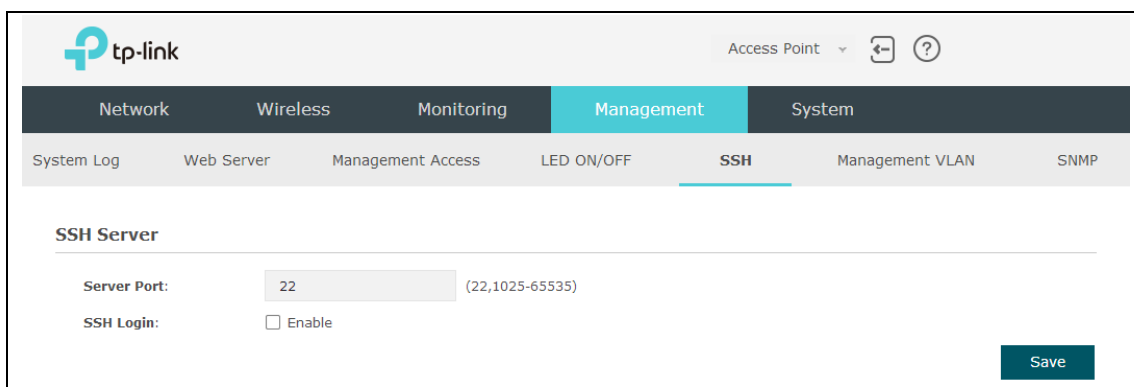 tp-link
Access Point
Network Wireless Monitoring Management System
System Log Web Server Management Access LED ON/OFF SSH Management VLAN SNMP
SSH Server
Server Port: 22 (22,1025-65535)
SSH Login: Enable
Save